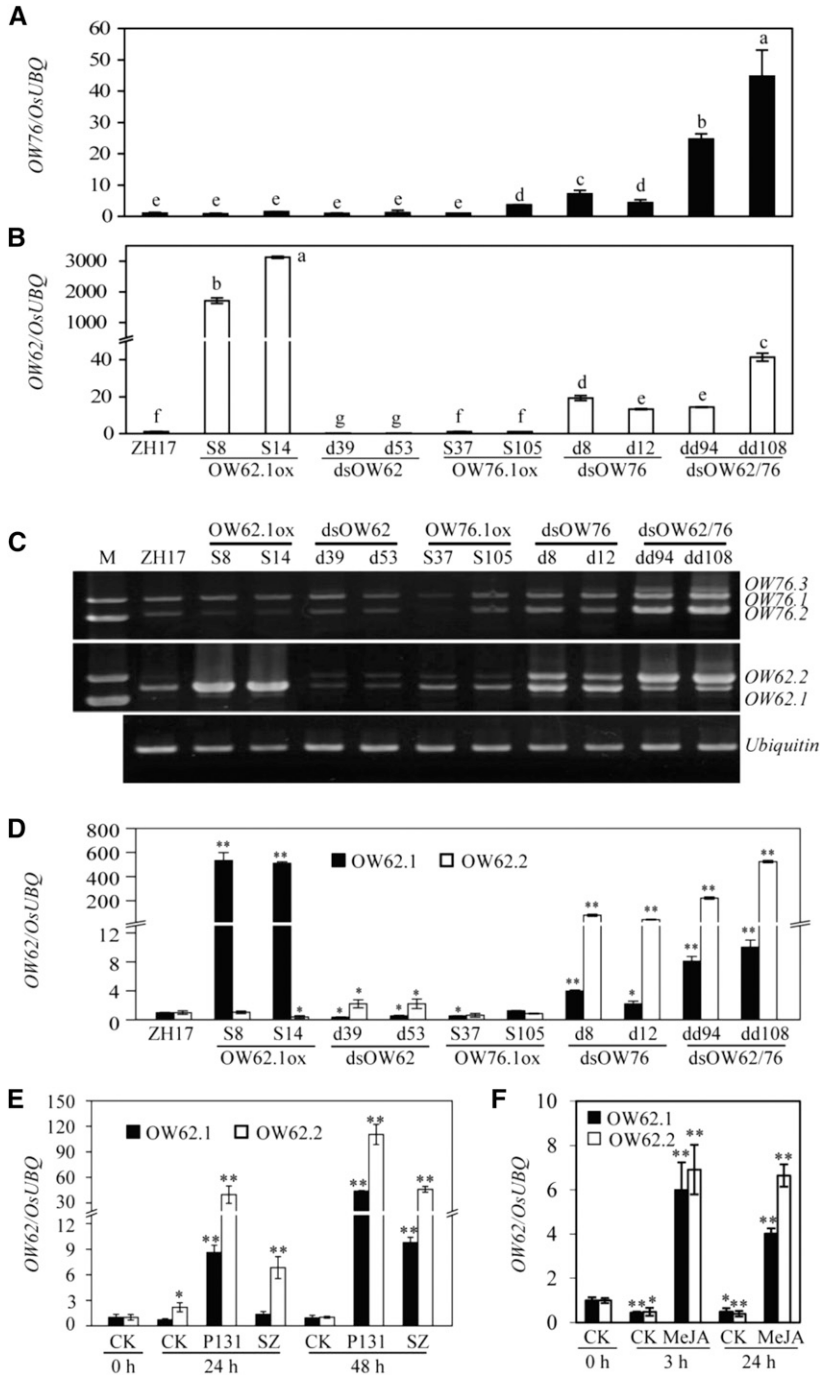 A
OW76/OsUBQ
60
50
40
30
20
10
0
e e e e e e d c d b a
B
OW62/OsUBQ
3000
2000
1000
40
20
0
f b a g g f f d e e c
ZH17 S8 S14 d39 d53 S37 S105 d8 d12 dd94 dd108
OW62.1ox dsOW62 OW76.1ox dsOW76 dsOW62/76
C
OW62.1ox dsOW62 OW76.1ox dsOW76 dsOW62/76
M ZH17 S8 S14 d39 d53 S37 S105 d8 d12 dd94 dd108
OW76.3
OW76.1
OW76.2
OW62.2
OW62.1
Ubiquitin
D
OW62/OsUBQ
800
600
400
200
12
8
4
0
OW62.1 OW62.2
** ** * * * * * * ** ** * ** ** ** ** **
ZH17 S8 S14 d39 d53 S37 S105 d8 d12 dd94 dd108
OW62.1ox dsOW62 OW76.1ox dsOW76 dsOW62/76
E
OW62/OsUBQ
150
120
90
60
30
12
9
6
3
0
OW62.1 OW62.2
* ** ** ** ** ** ** **
CK CK P131 SZ CK P131 SZ
0 h 24 h 48 h
F
OW62/OsUBQ
10
8
6
4
2
0
OW62.1
OW62.2
** * ** ** * ** ** **
CK CK MeJA CK MeJA
0 h 3 h 24 h